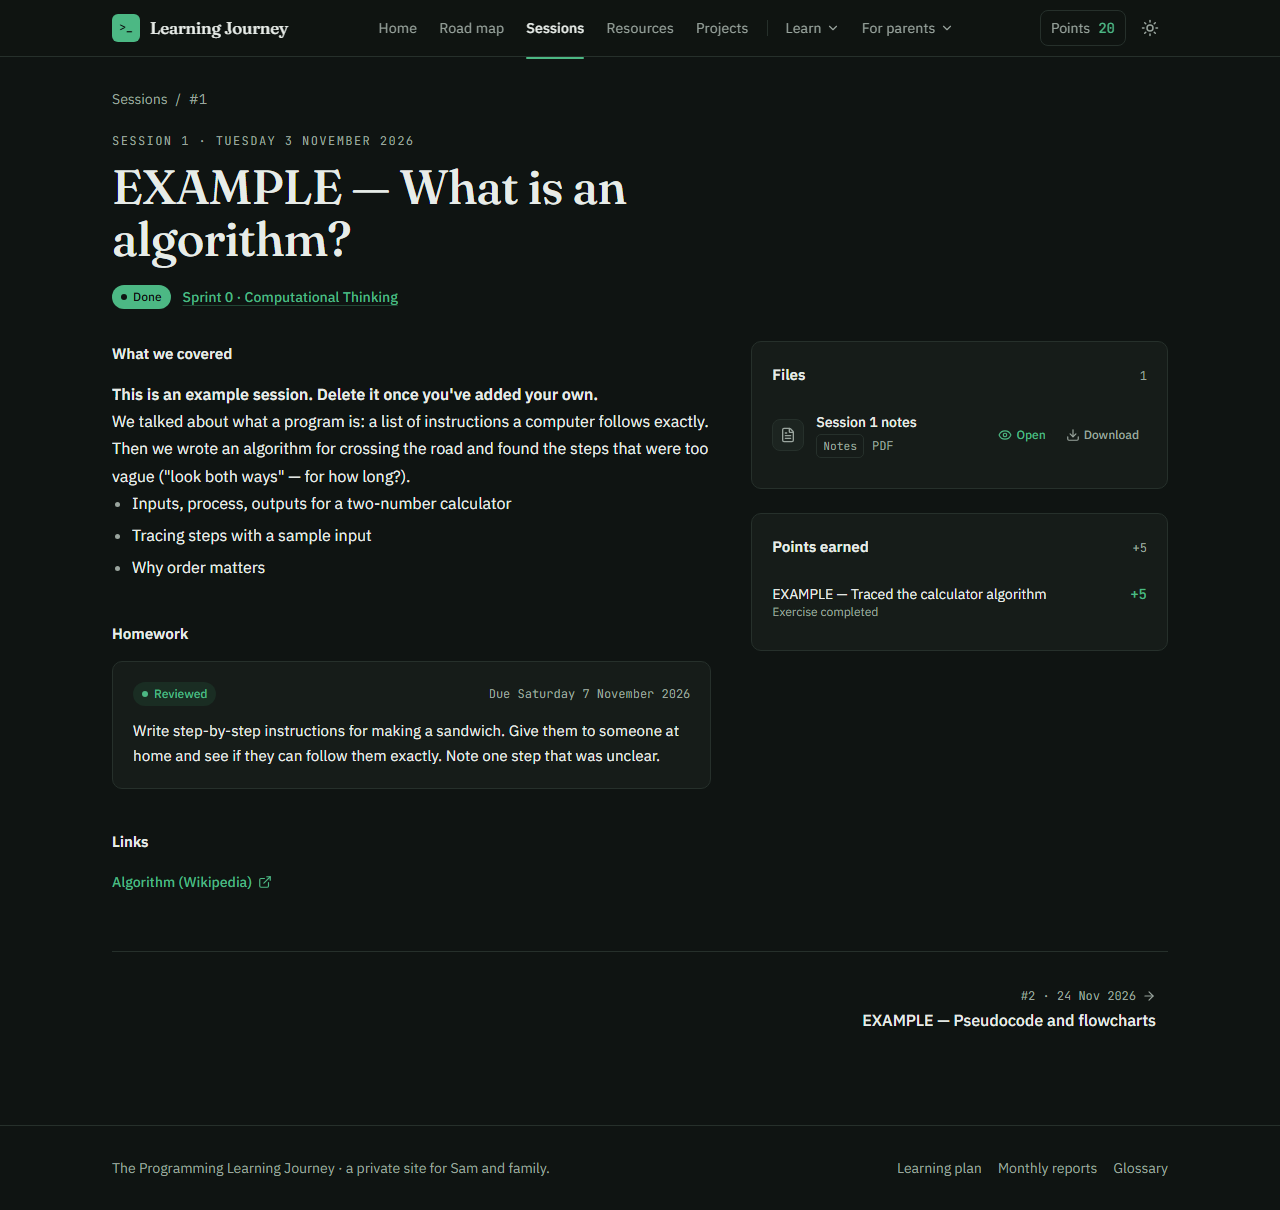 >_ Learning Journey
Home Road map Sessions Resources Projects Learn For parents
Points 20
Sessions / #1
SESSION 1 · TUESDAY 3 NOVEMBER 2026
EXAMPLE — What is an
algorithm?
Done Sprint 0 · Computational Thinking
What we covered
This is an example session. Delete it once you've added your own.
We talked about what a program is: a list of instructions a computer follows exactly.
Then we wrote an algorithm for crossing the road and found the steps that were too
vague ("look both ways" — for how long?).
• Inputs, process, outputs for a two-number calculator
• Tracing steps with a sample input
• Why order matters
Homework
Reviewed Due Saturday 7 November 2026
Write step-by-step instructions for making a sandwich. Give them to someone at
home and see if they can follow them exactly. Note one step that was unclear.
Links
Algorithm (Wikipedia)
Files 1
Session 1 notes
Notes PDF
Open Download
Points earned +5
EXAMPLE — Traced the calculator algorithm +5
Exercise completed
#2 · 24 Nov 2026 →
EXAMPLE — Pseudocode and flowcharts
The Programming Learning Journey · a private site for Sam and family.
Learning plan Monthly reports Glossary